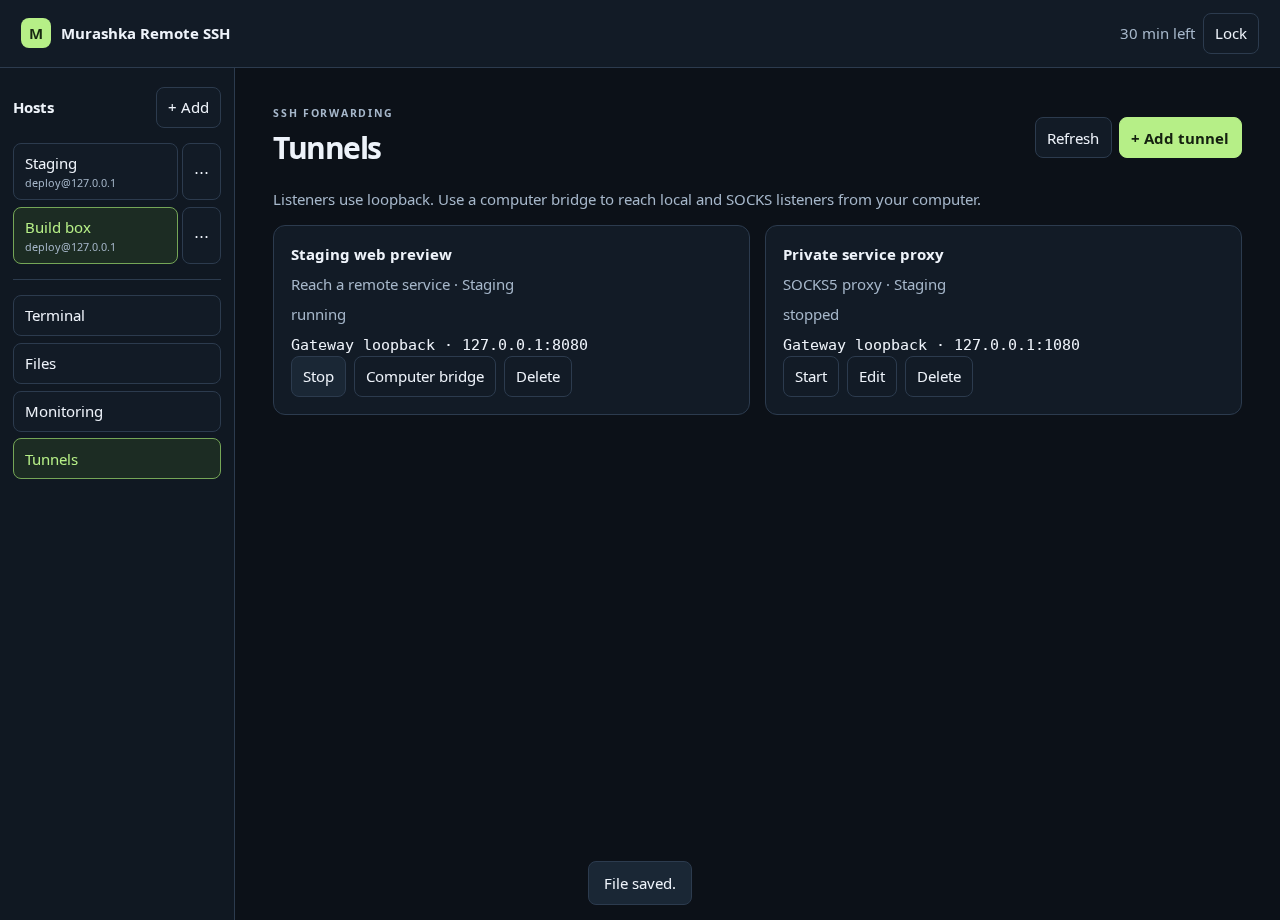 M Murashka Remote SSH
30 min left Lock
Hosts + Add
Staging
deploy@127.0.0.1
...
Build box
deploy@127.0.0.1
...
Terminal
Files
Monitoring
Tunnels
SSH FORWARDING
Tunnels
Refresh + Add tunnel
Listeners use loopback. Use a computer bridge to reach local and SOCKS listeners from your computer.
Staging web preview
Reach a remote service · Staging
running
Gateway loopback · 127.0.0.1:8080
Stop Computer bridge Delete
Private service proxy
SOCKS5 proxy · Staging
stopped
Gateway loopback · 127.0.0.1:1080
Start Edit Delete
File saved.